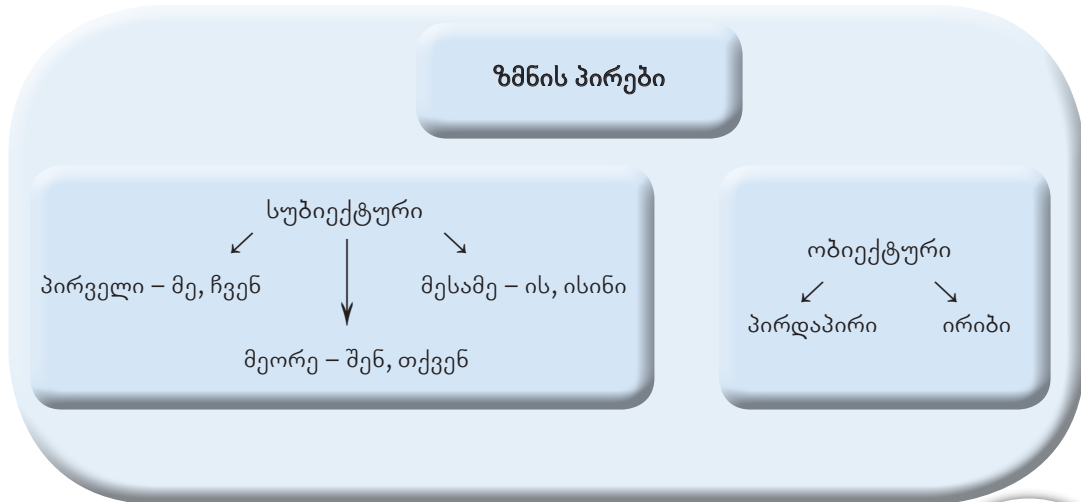 ზმნის პირები
სუბიექტური
პირველი – მე, ჩვენ
მესამე – ის, ისინი
მეორე – შენ, თქვენ
ობიექტური
პირდაპირი
ირიბი